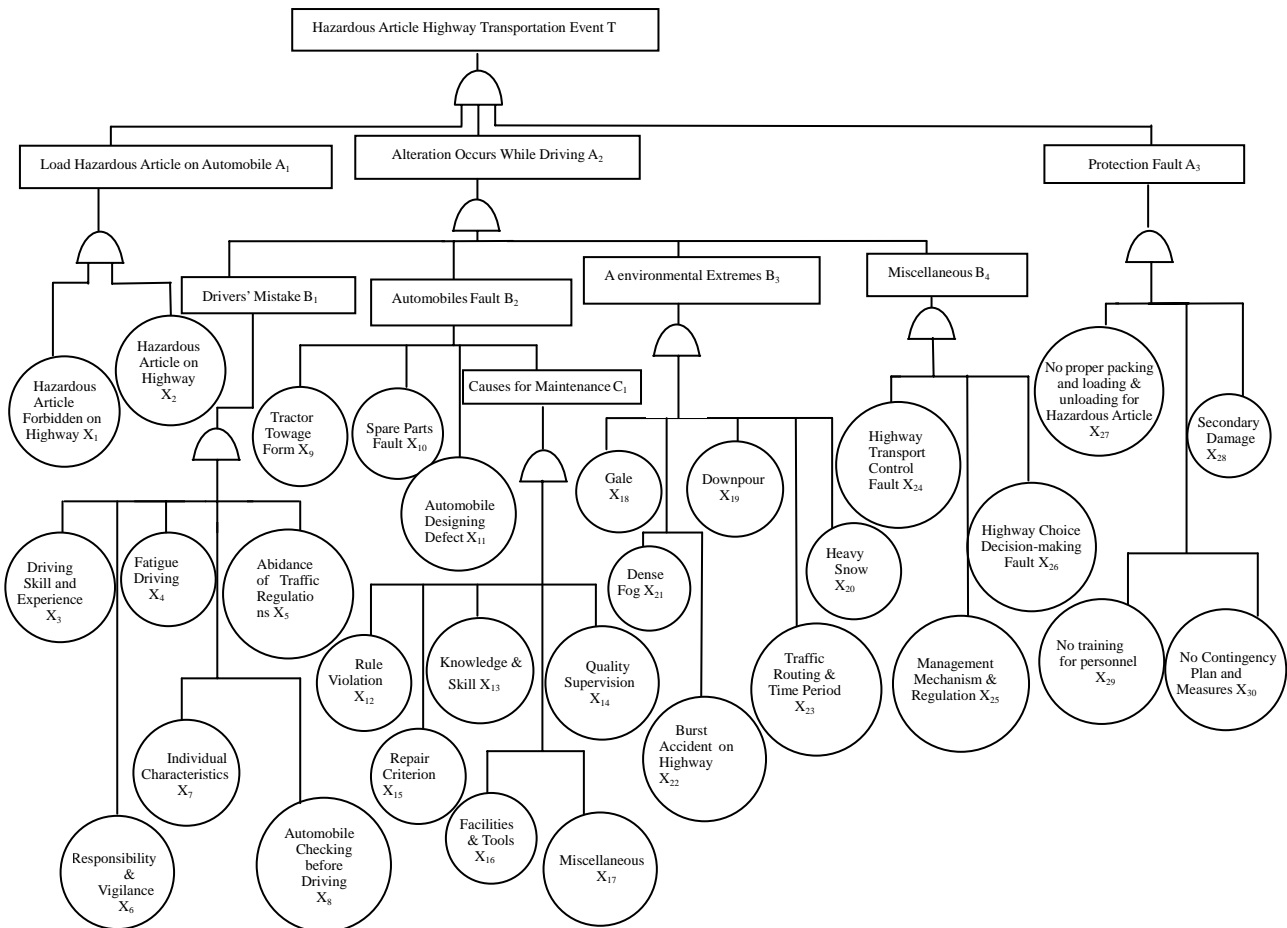 Hazardous Article Highway Transportation Event T
Load Hazardous Article on Automobile A₁
Alteration Occurs While Driving A₂
Protection Fault A₃
Drivers' Mistake B₁
Automobiles Fault B₂
A environmental Extremes B₃
Miscellaneous B₄
Hazardous
Article
Forbidden on
Highway X₁
Hazardous
Article on
Highway
X₂
Causes for Maintenance C₁
Tractor
Towage
Form X₉
Spare Parts
Fault X₁₀
Automobile
Designing
Defect X₁₁
Gale
X₁₈
Downpour
X₁₉
Highway
Transport
Control
Fault X₂₄
No proper packing
and loading &
unloading for
Hazardous Article
X₂₇
Secondary
Damage
X₂₈
Driving
Skill and
Experience
X₃
Fatigue
Driving
X₄
Abidance
of Traffic
Regulatio
ns X₅
Dense
Fog X₂₁
Heavy
Snow
X₂₀
Highway Choice
Decision-making
Fault X₂₆
Rule
Violation
X₁₂
Knowledge &
Skill X₁₃
Quality
Supervision
X₁₄
Traffic
Routing &
Time Period
X₂₃
Management
Mechanism &
Regulation X₂₅
No training
for personnel
X₂₉
No Contingency
Plan and
Measures X₃₀
Individual
Characteristics
X₇
Repair
Criterion
X₁₅
Burst
Accident on
Highway
X₂₂
Responsibility
&
Vigilance
X₆
Automobile
Checking
before
Driving
X₈
Facilities
& Tools
X₁₆
Miscellaneous
X₁₇